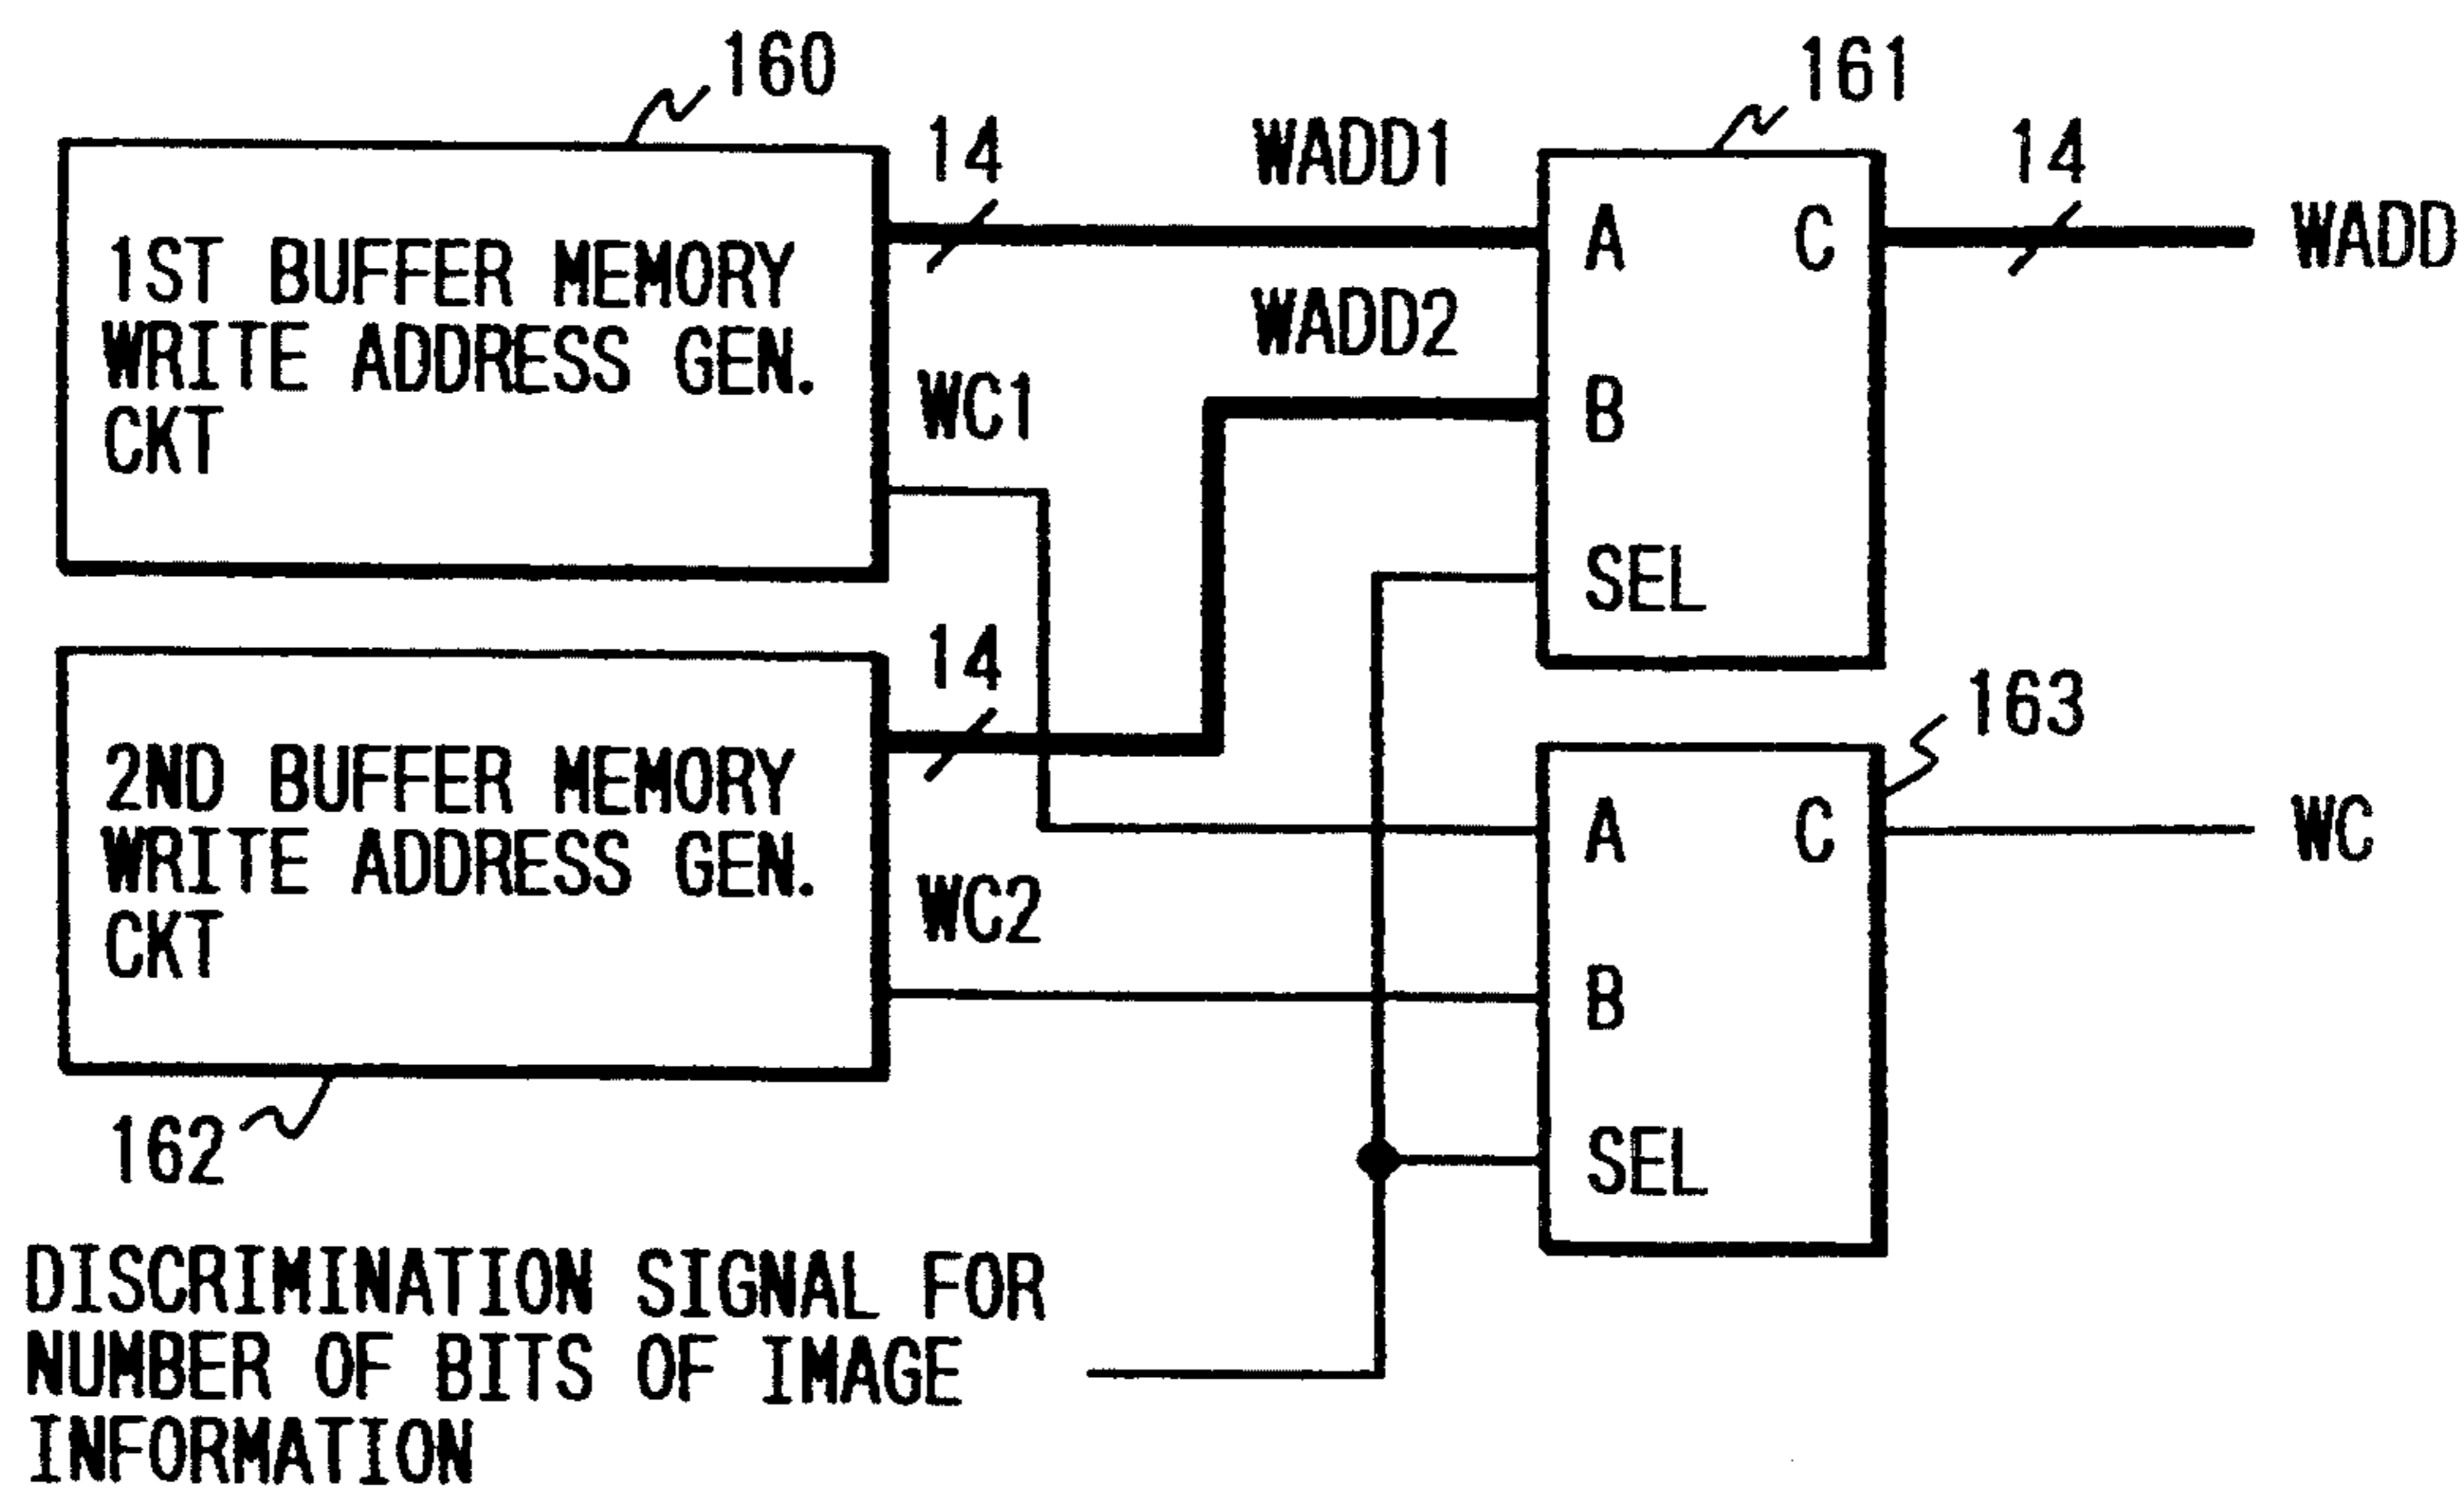 160
161
14
WADD1
14
1ST BUFFER MEMORY
WRITE ADDRESS GEN.
CKT
A
C
WADD
WADD2
WC1
B
SEL
14
163
2ND BUFFER MEMORY
WRITE ADDRESS GEN.
CKT
A
C
WC
WC2
B
162
SEL
DISCRIMINATION SIGNAL FOR
NUMBER OF BITS OF IMAGE
INFORMATION